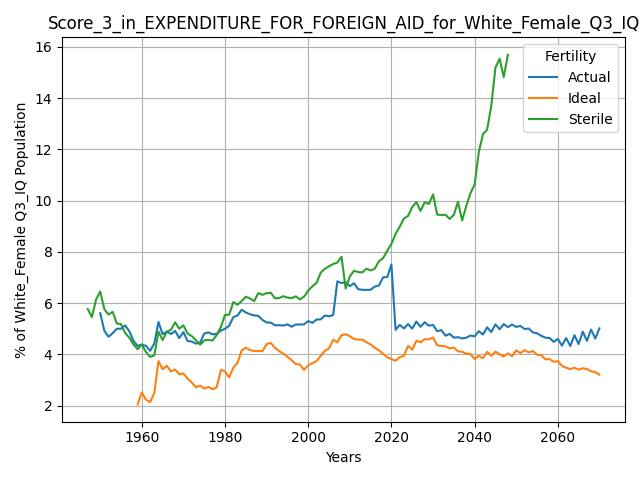 Score_3_in_EXPENDITURE_FOR_FOREIGN_AID_for_White_Female_Q3_IQ
% of White_Female Q3_IQ Population
16
14
12
10
8
6
4
2
Fertility
Actual
Ideal
Sterile
1960
1980
2000
2020
2040
2060
Years